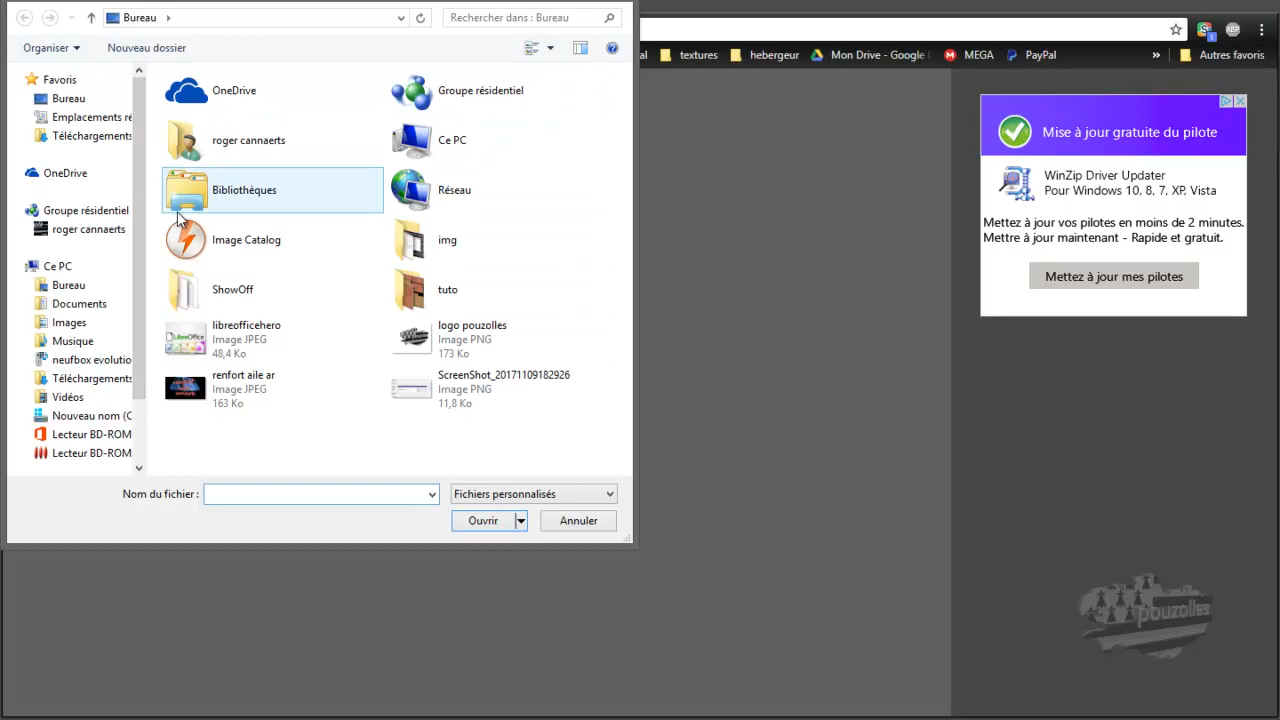 Bureau
Rechercher dans : Bureau
Organiser
Nouveau dossier
Favoris
Bureau
Emplacements ré
Téléchargements
OneDrive
Groupe résidentiel
roger cannaerts
Ce PC
Bureau
Documents
Images
Musique
neufbox evolutio
Téléchargements
Vidéos
Nouveau nom (C
Lecteur BD-ROM
Lecteur BD-ROM
OneDrive
Groupe résidentiel
roger cannaerts
Ce PC
Bibliothèques
Réseau
Image Catalog
img
ShowOff
tuto
libreofficehero
Image JPEG
48,4 Ko
logo pouzolles
Image PNG
173 Ko
renfort aile ar
Image JPEG
163 Ko
ScreenShot_20171109182926
Image PNG
11,8 Ko
Nom du fichier :
Fichiers personnalisés
Ouvrir
Annuler
al
textures
hebergeur
Mon Drive - Google
MEGA
PayPal
»
Autres favoris
Mise à jour gratuite du pilote
WinZip Driver Updater
Pour Windows 10, 8, 7, XP, Vista
Mettez à jour vos pilotes en moins de 2 minutes.
Mettre à jour maintenant - Rapide et gratuit.
Mettez à jour mes pilotes
pouzolles